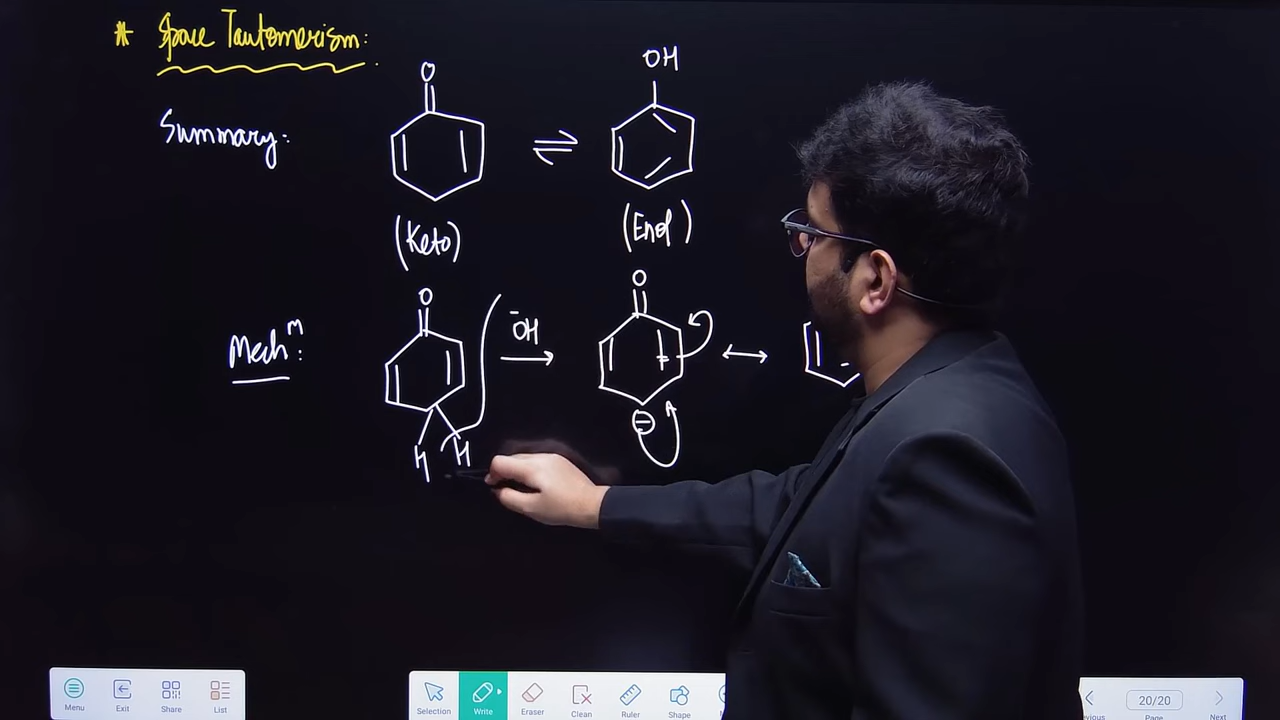 * Space Tautomerism:
Summary:
O
OH
(Keto)
(Enol)
Mechⁿ:
O
⁻OH
O
H
H
⊖
Menu
Exit
Share
List
Selection
Write
Eraser
Clean
Ruler
Shape
20/20
Page
Next